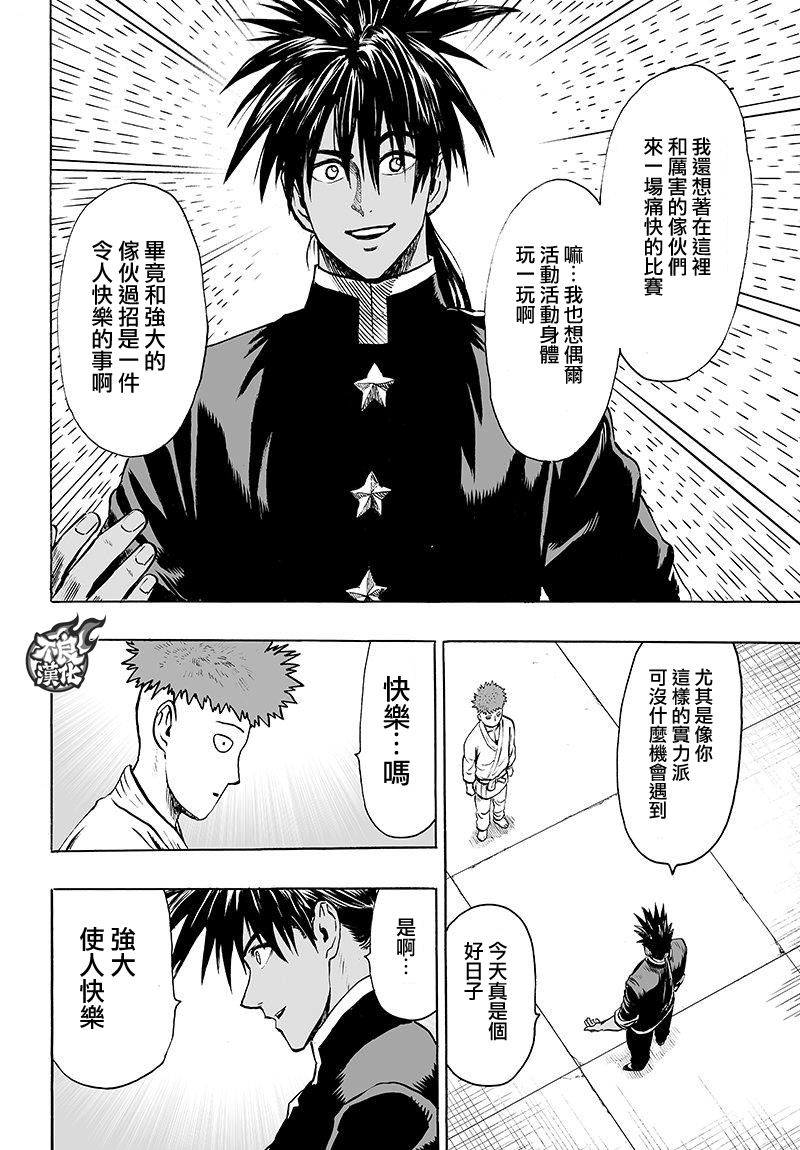 我還想著在這裡
和厲害的傢伙們
來一場痛快的比賽
嘛…我也想偶爾
活動活動身體
玩一玩啊
畢竟和強大的
傢伙過招是一件
令人快樂的事啊
尤其是像你
這樣的實力派
可沒什麼機會遇到
今天真是個
好日子
快樂…嗎
是啊…
強大
使人快樂
狼
漢化